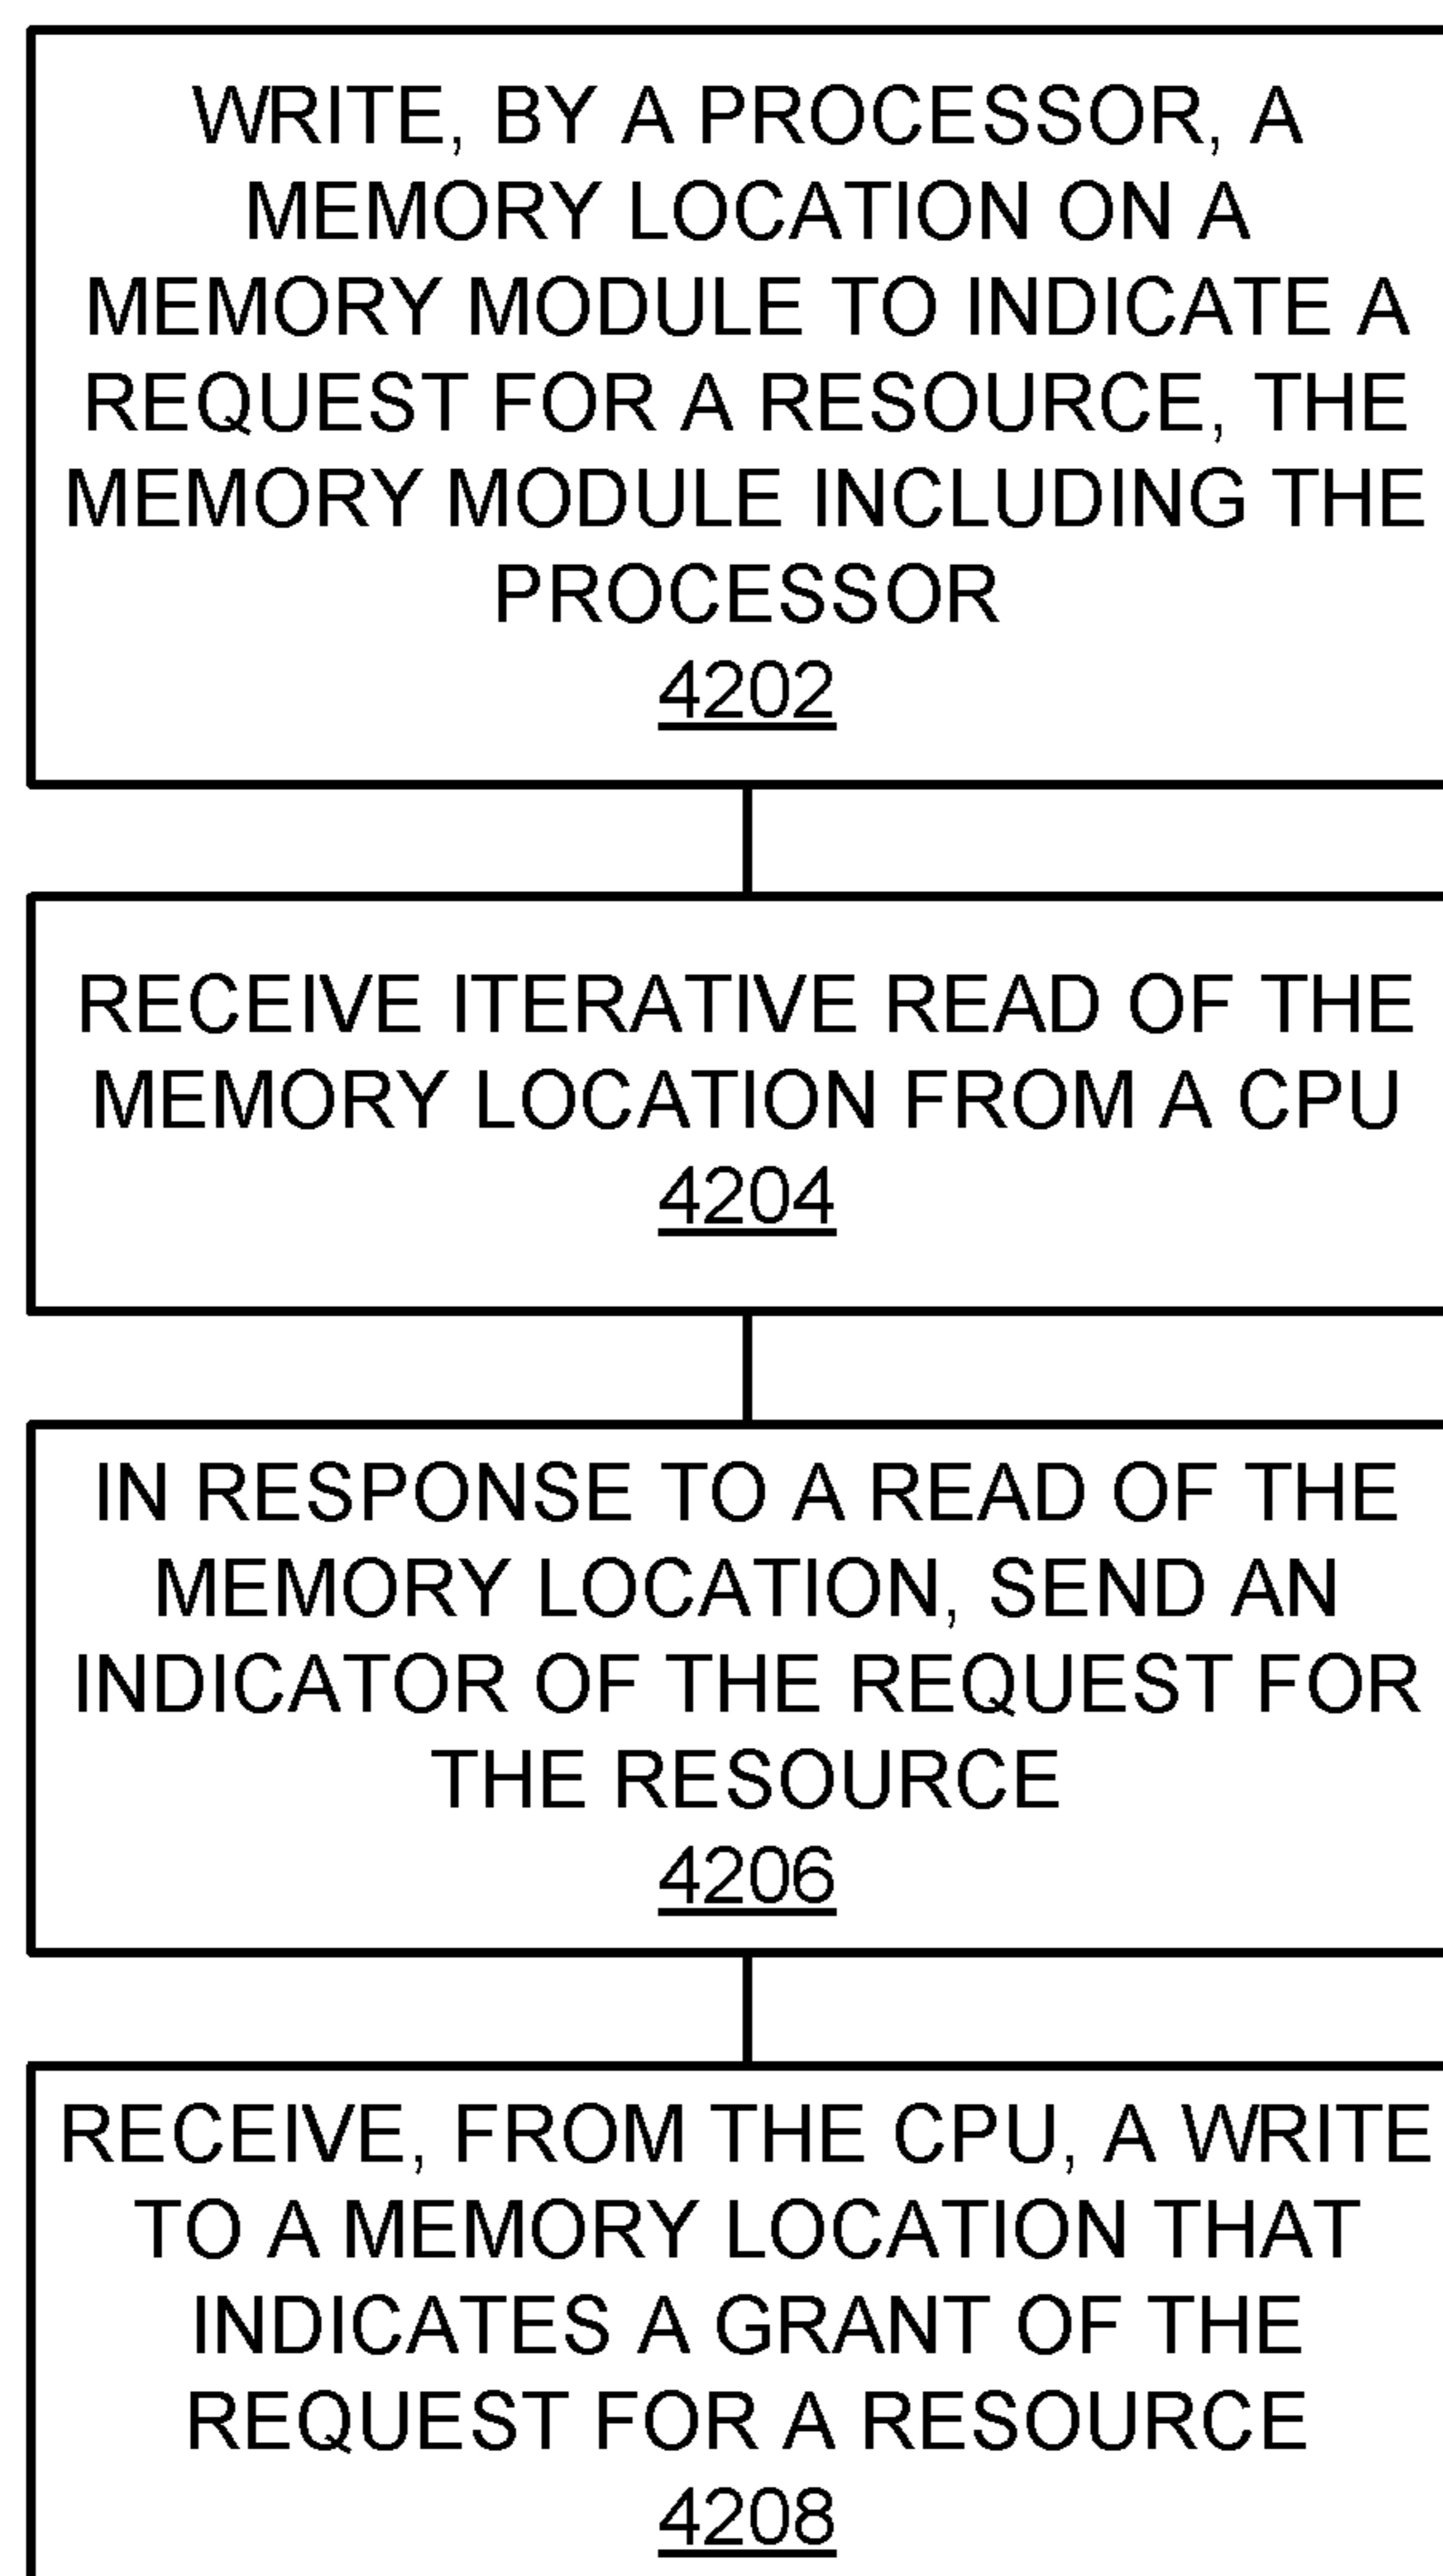 WRITE, BY A PROCESSOR, A
MEMORY LOCATION ON A
MEMORY MODULE TO INDICATE A
REQUEST FOR A RESOURCE, THE
MEMORY MODULE INCLUDING THE
PROCESSOR
4202
RECEIVE ITERATIVE READ OF THE
MEMORY LOCATION FROM A CPU
4204
IN RESPONSE TO A READ OF THE
MEMORY LOCATION, SEND AN
INDICATOR OF THE REQUEST FOR
THE RESOURCE
4206
RECEIVE, FROM THE CPU, A WRITE
TO A MEMORY LOCATION THAT
INDICATES A GRANT OF THE
REQUEST FOR A RESOURCE
4208